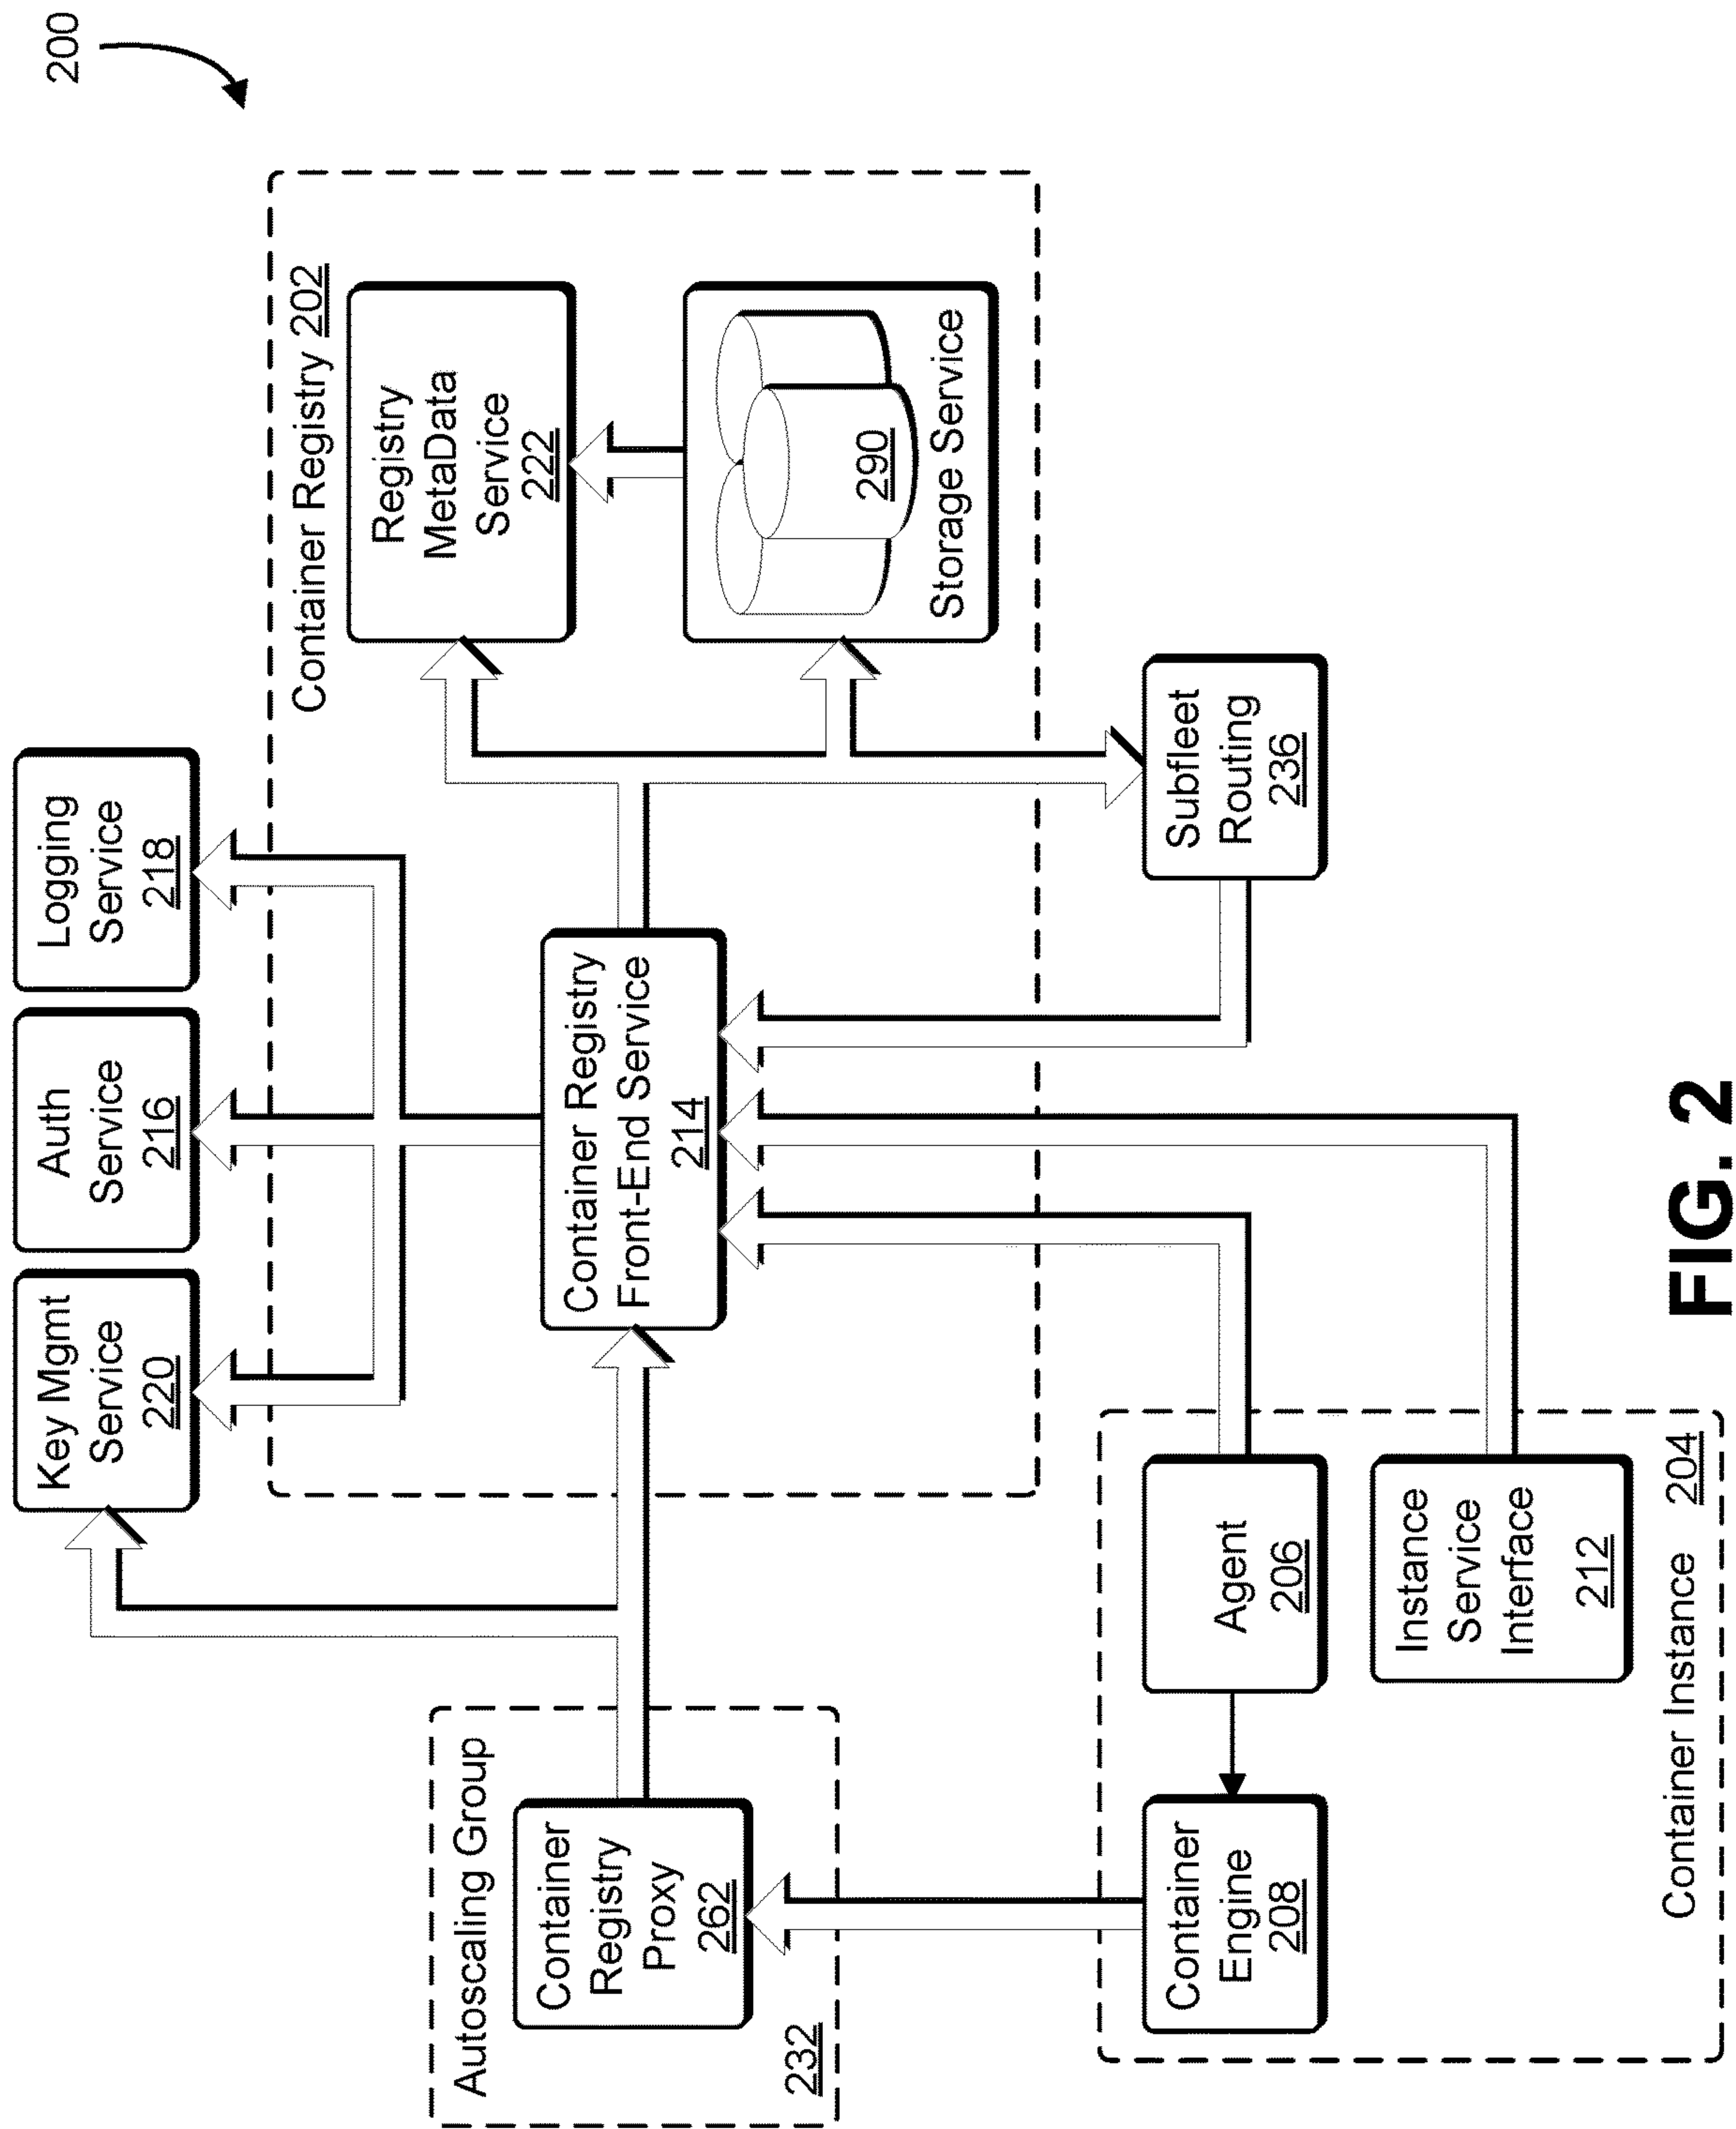 200
Key Mgmt
Service
220
Auth
Service
216
Logging
Service
218
Container Registry 202
Autoscaling Group
Container
Registry
Proxy
262
232
Container Registry
Front-End Service
214
Registry
MetaData
Service
222
290
Storage Service
Container
Engine
208
Agent
206
Subfleet
Routing
236
Instance
Service
Interface
212
Container Instance 204
FIG. 2